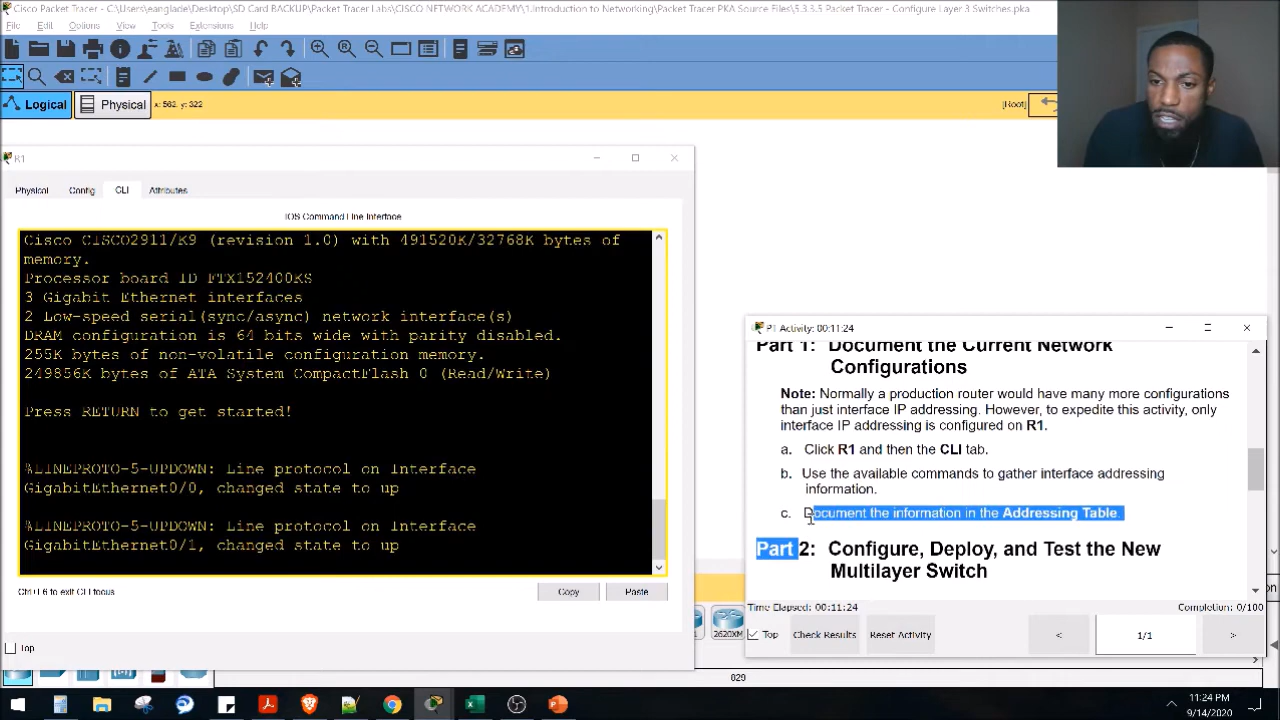 Cisco Packet Tracer - C:\Users\eanglade\Desktop\SD Card BACKUP\Packet Tracer Labs\CISCO NETWORK ACADEMY\1.Introduction to Networking\Packet Tracer PKA Source Files\5.3.3.5 Packet Tracer - Configure Layer 3 Switches.pka
File Edit Options View Tools Extensions Help
Logical Physical x: 562, y: 322 [Root]
R1
Physical Config CLI Attributes
IOS Command Line Interface
Cisco CISCO2911/K9 (revision 1.0) with 491520K/32768K bytes of
memory.
Processor board ID FTX152400KS
3 Gigabit Ethernet interfaces
2 Low-speed serial(sync/async) network interface(s)
DRAM configuration is 64 bits wide with parity disabled.
255K bytes of non-volatile configuration memory.
249856K bytes of ATA System CompactFlash 0 (Read/Write)
Press RETURN to get started!
%LINEPROTO-5-UPDOWN: Line protocol on Interface
GigabitEthernet0/0, changed state to up
%LINEPROTO-5-UPDOWN: Line protocol on Interface
GigabitEthernet0/1, changed state to up
Ctrl+F6 to exit CLI focus
Copy
Paste
Top
PT Activity: 00:11:24
Part 1: Document the Current Network
Configurations
Note: Normally a production router would have many more configurations
than just interface IP addressing. However, to expedite this activity, only
interface IP addressing is configured on R1.
a. Click R1 and then the CLI tab.
b. Use the available commands to gather interface addressing
information.
c. Document the information in the Addressing Table.
Part 2: Configure, Deploy, and Test the New
Multilayer Switch
Time Elapsed: 00:11:24 Completion: 0/100
Top Check Results Reset Activity < 1/1 >
2620XM
829
11:24 PM
9/14/2020